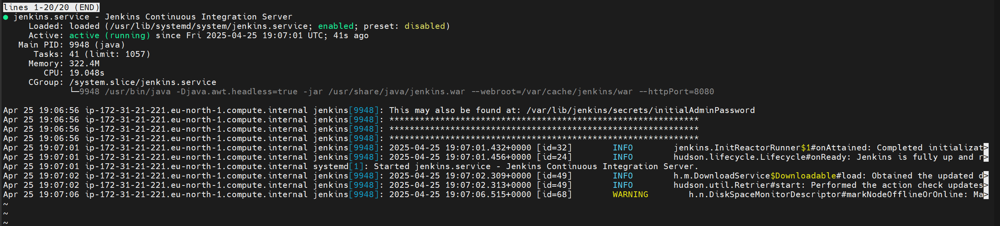 lines 1-20/20 (END)
● jenkins.service - Jenkins Continuous Integration Server
Loaded: loaded (/usr/lib/systemd/system/jenkins.service; enabled; preset: disabled)
Active: active (running) since Fri 2025-04-25 19:07:01 UTC; 41s ago
Main PID: 9948 (java)
Tasks: 41 (limit: 1057)
Memory: 322.4M
CPU: 19.048s
CGroup: /system.slice/jenkins.service
└─9948 /usr/bin/java -Djava.awt.headless=true -jar /usr/share/java/jenkins.war --webroot=/var/cache/jenkins/war --httpPort=8080
Apr 25 19:06:56 ip-172-31-21-221.eu-north-1.compute.internal jenkins[9948]: This may also be found at: /var/lib/jenkins/secrets/initialAdminPassword
Apr 25 19:06:56 ip-172-31-21-221.eu-north-1.compute.internal jenkins[9948]: *************************************************************
Apr 25 19:06:56 ip-172-31-21-221.eu-north-1.compute.internal jenkins[9948]: *************************************************************
Apr 25 19:06:56 ip-172-31-21-221.eu-north-1.compute.internal jenkins[9948]: *************************************************************
Apr 25 19:07:01 ip-172-31-21-221.eu-north-1.compute.internal jenkins[9948]: 2025-04-25 19:07:01.432+0000 [id=32] INFO jenkins.InitReactorRunner$1#onAttained: Completed initializat>
Apr 25 19:07:01 ip-172-31-21-221.eu-north-1.compute.internal jenkins[9948]: 2025-04-25 19:07:01.456+0000 [id=24] INFO hudson.lifecycle.Lifecycle#onReady: Jenkins is fully up and r>
Apr 25 19:07:01 ip-172-31-21-221.eu-north-1.compute.internal systemd[1]: Started jenkins.service - Jenkins Continuous Integration Server.
Apr 25 19:07:02 ip-172-31-21-221.eu-north-1.compute.internal jenkins[9948]: 2025-04-25 19:07:02.309+0000 [id=49] INFO h.m.DownloadService$Downloadable#load: Obtained the updated d>
Apr 25 19:07:02 ip-172-31-21-221.eu-north-1.compute.internal jenkins[9948]: 2025-04-25 19:07:02.313+0000 [id=49] INFO hudson.util.Retrier#start: Performed the action check updates>
Apr 25 19:07:06 ip-172-31-21-221.eu-north-1.compute.internal jenkins[9948]: 2025-04-25 19:07:06.515+0000 [id=68] WARNING h.n.DiskSpaceMonitorDescriptor#markNodeOfflineOrOnline: Ma>
~
~
~